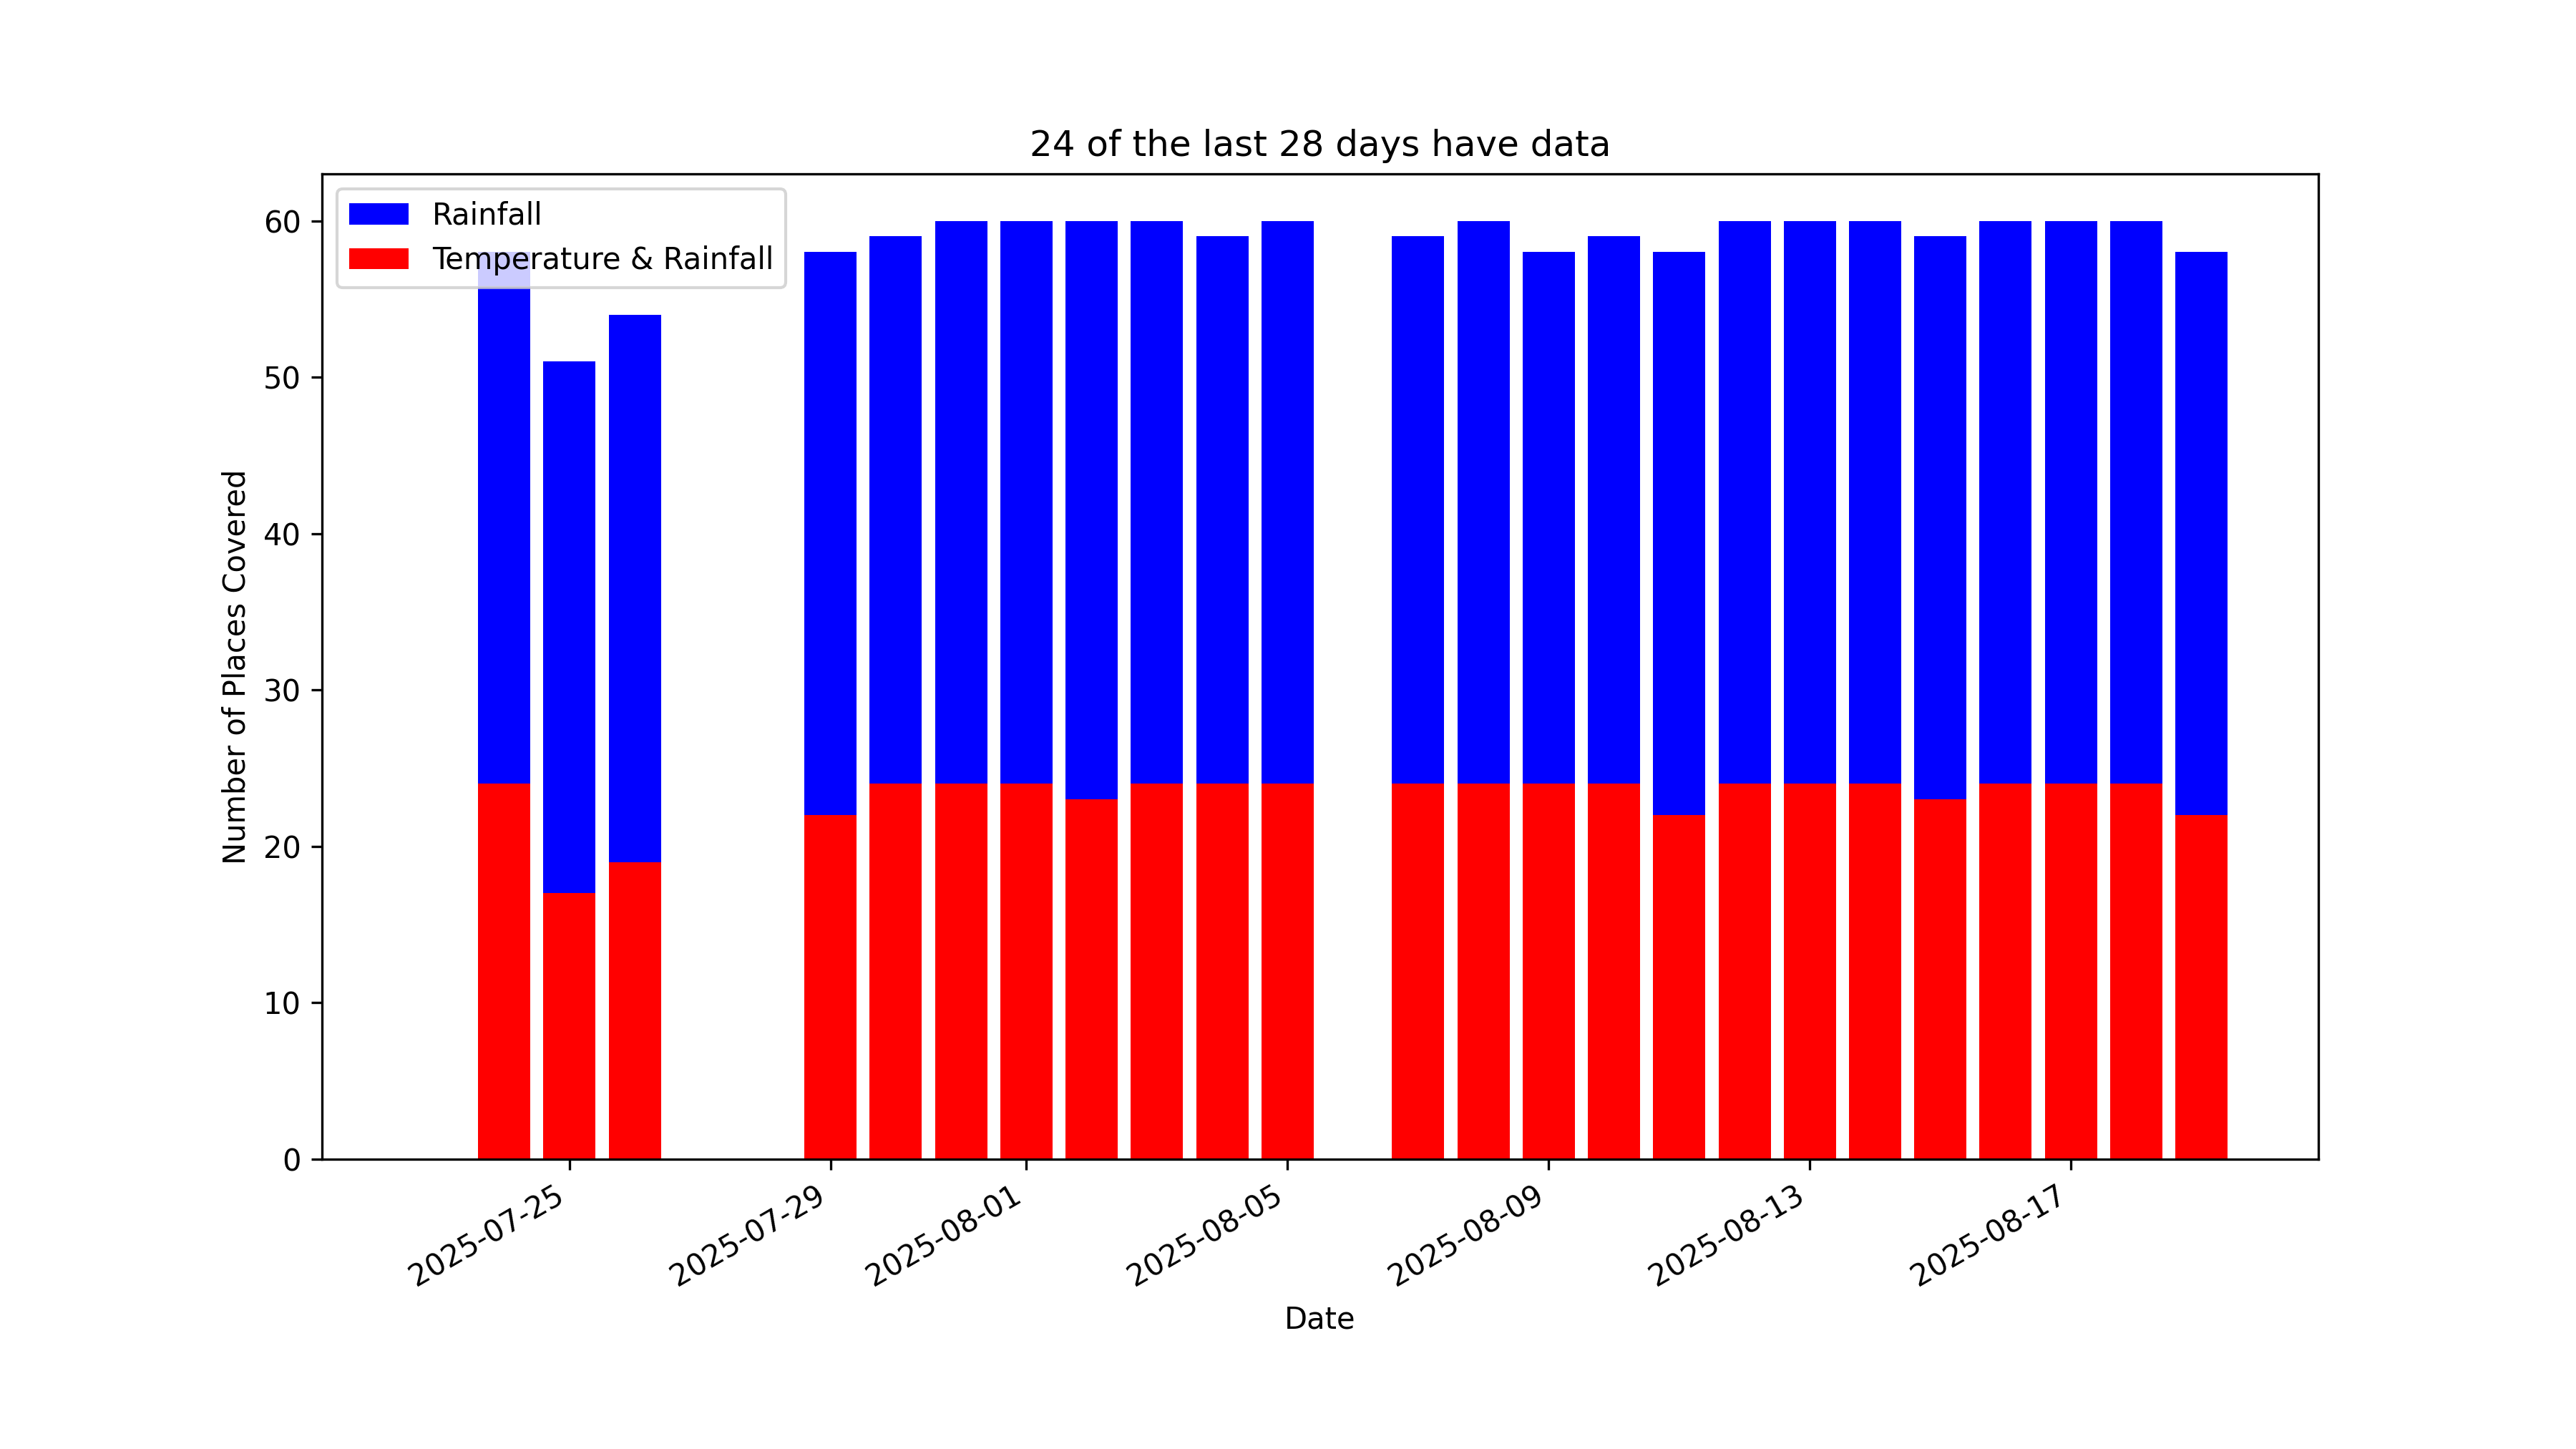 24 of the last 28 days have data
Rainfall
Temperature & Rainfall
Number of Places Covered
60
50
40
30
20
10
0
2025-07-25
2025-07-29
2025-08-01
2025-08-05
2025-08-09
2025-08-13
2025-08-17
Date